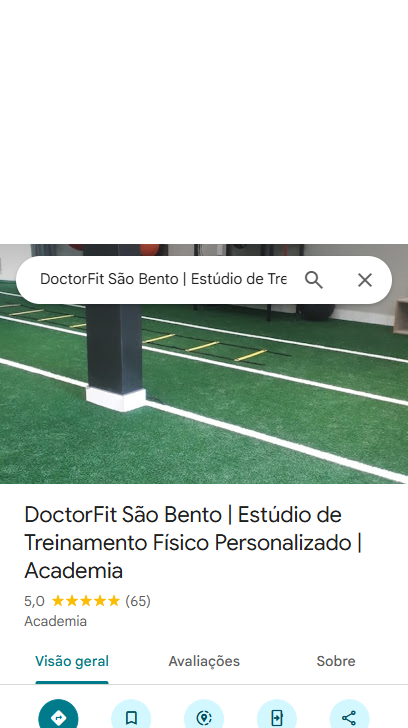 DoctorFit São Bento | Estúdio de Tre
DoctorFit São Bento | Estúdio de
Treinamento Físico Personalizado |
Academia
5,0 ★★★★★ (65)
Academia
Visão geral Avaliações Sobre